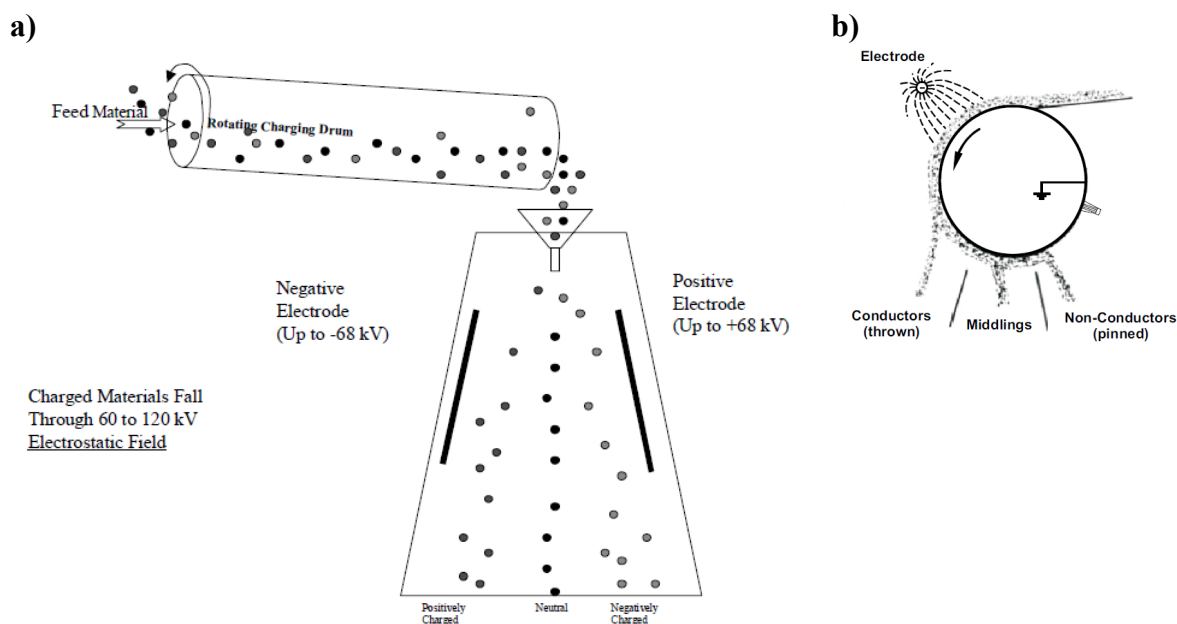 a)
Feed Material
Rotating Charging Drum
Negative
Electrode
(Up to -68 kV)
Positive
Electrode
(Up to +68 kV)
Charged Materials Fall
Through 60 to 120 kV
Electrostatic Field
Positively
Charged
Neutral
Negatively
Charged
b)
Electrode
Conductors
(thrown)
Middlings
Non-Conductors
(pinned)